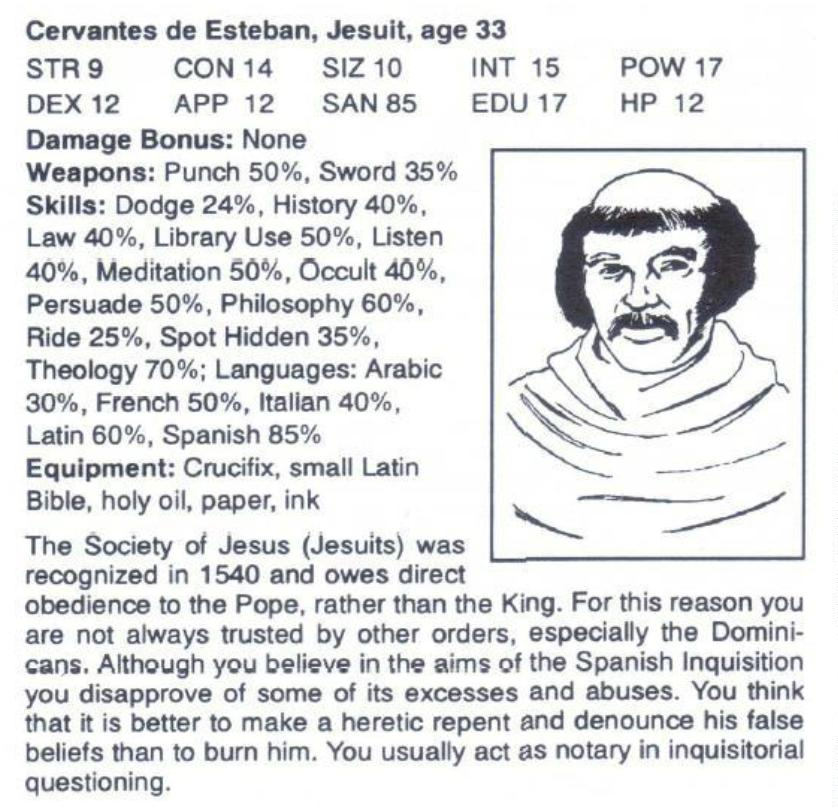 Cervantes de Esteban, Jesuit, age 33
STR 9 CON 14 SIZ 10 INT 15 POW 17
DEX 12 APP 12 SAN 85 EDU 17 HP 12
Damage Bonus: None
Weapons: Punch 50%, Sword 35%
Skills: Dodge 24%, History 40%,
Law 40%, Library Use 50%, Listen
40%, Meditation 50%, Occult 40%,
Persuade 50%, Philosophy 60%,
Ride 25%, Spot Hidden 35%,
Theology 70%; Languages: Arabic
30%, French 50%, Italian 40%,
Latin 60%, Spanish 85%
Equipment: Crucifix, small Latin
Bible, holy oil, paper, ink
The Society of Jesus (Jesuits) was
recognized in 1540 and owes direct
obedience to the Pope, rather than the King. For this reason you
are not always trusted by other orders, especially the Domini-
cans. Although you believe in the aims of the Spanish Inquisition
you disapprove of some of its excesses and abuses. You think
that it is better to make a heretic repent and denounce his false
beliefs than to burn him. You usually act as notary in inquisitorial
questioning.